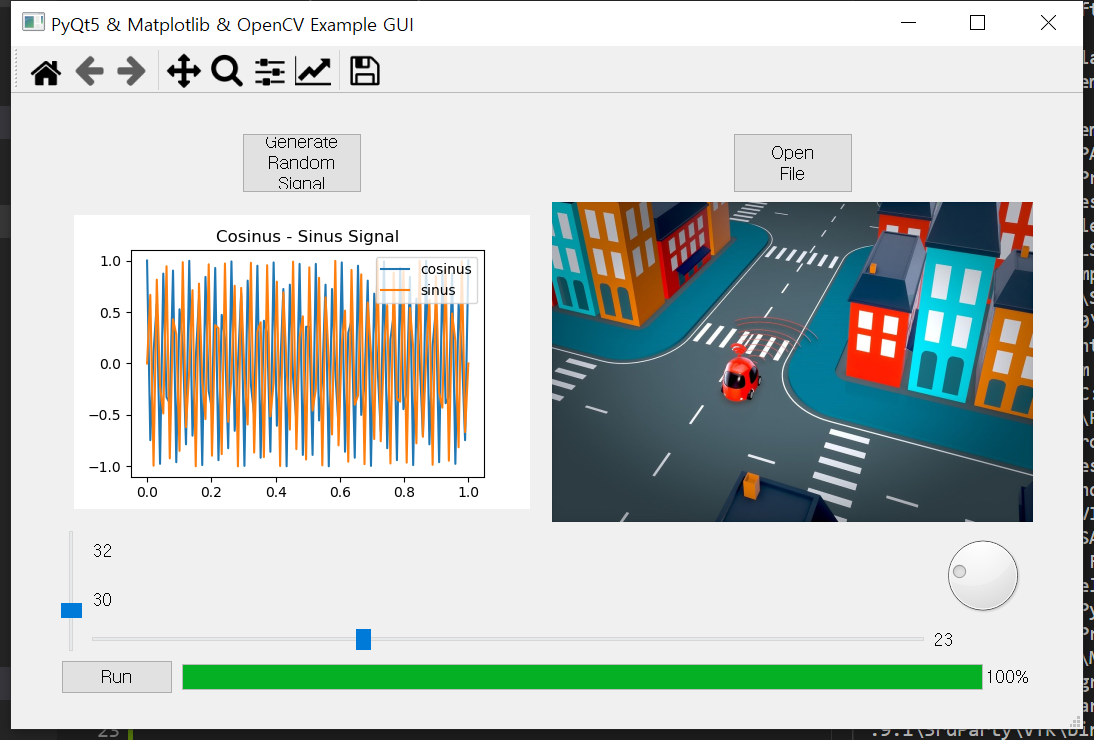 PyQt5 & Matplotlib & OpenCV Example GUI
Generate
Random
Signal
Open
File
Cosinus - Sinus Signal
cosinus
sinus
1.0
0.5
0.0
−0.5
−1.0
0.0 0.2 0.4 0.6 0.8 1.0
32
30
23
Run
100%
23